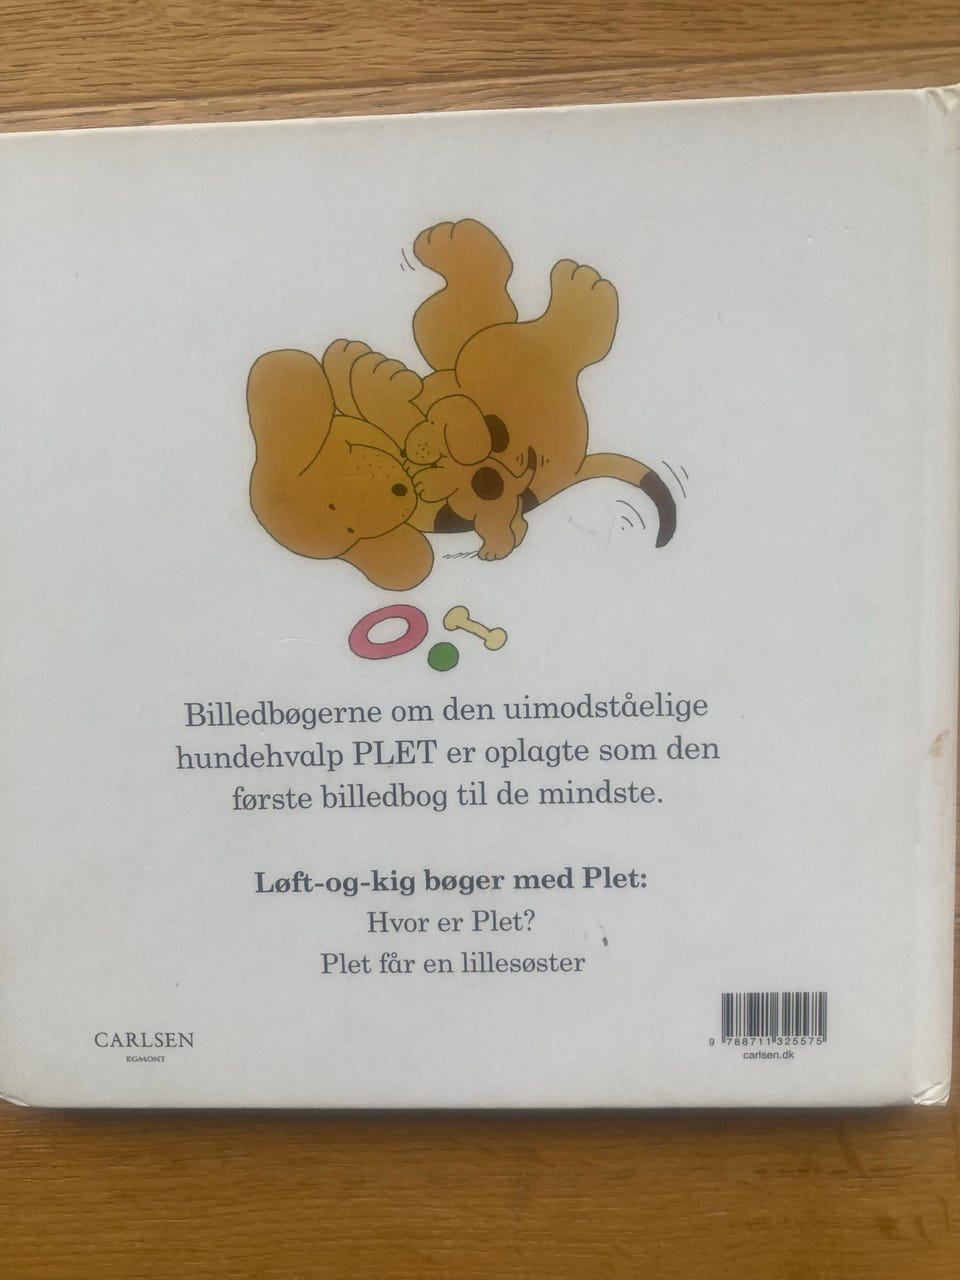 Billedbøgerne om den uimodståelige
hundehvalp PLET er oplagte som den
første billedbog til de mindste.
Løft-og-kig bøger med Plet:
Hvor er Plet?
Plet får en lillesøster
CARLSEN
EGMONT
9 788711 325575
carlsen.dk